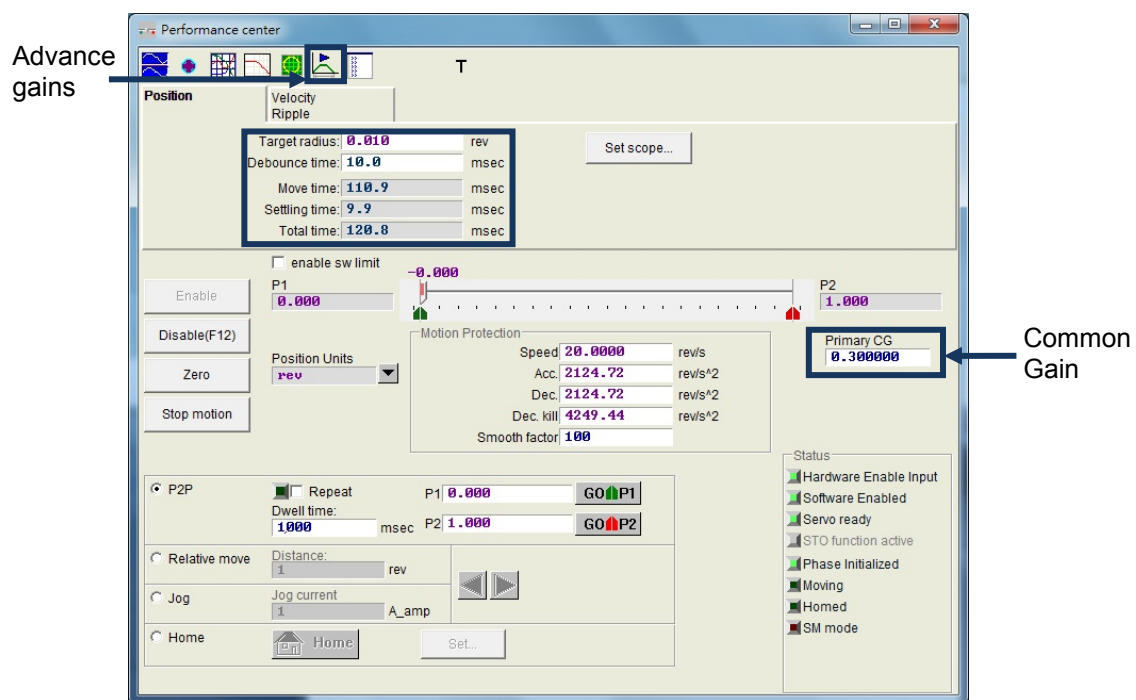 Performance center
Advance
gains
T
Position
Velocity
Ripple
Target radius: 0.010 rev
Set scope...
Debounce time: 10.0 msec
Move time: 110.9 msec
Settling time: 9.9 msec
Total time: 120.8 msec
enable sw limit
-0.000
Enable
P1
0.000
P2
1.000
Disable(F12)
Motion Protection
Speed 20.0000 rev/s
Primary CG
0.300000
Common
Gain
Position Units
rev
Acc. 2124.72 rev/s^2
Zero
Dec. 2124.72 rev/s^2
Dec. kill 4249.44 rev/s^2
Stop motion
Smooth factor 100
Status
Hardware Enable Input
Software Enabled
Servo ready
STO function active
Phase Initialized
Moving
Homed
SM mode
P2P
Repeat
P1 0.000 GO P1
Dwell time:
1000 msec
P2 1.000 GO P2
Relative move
Distance:
1 rev
Jog
Jog current
1 A_amp
Home
Home
Set...